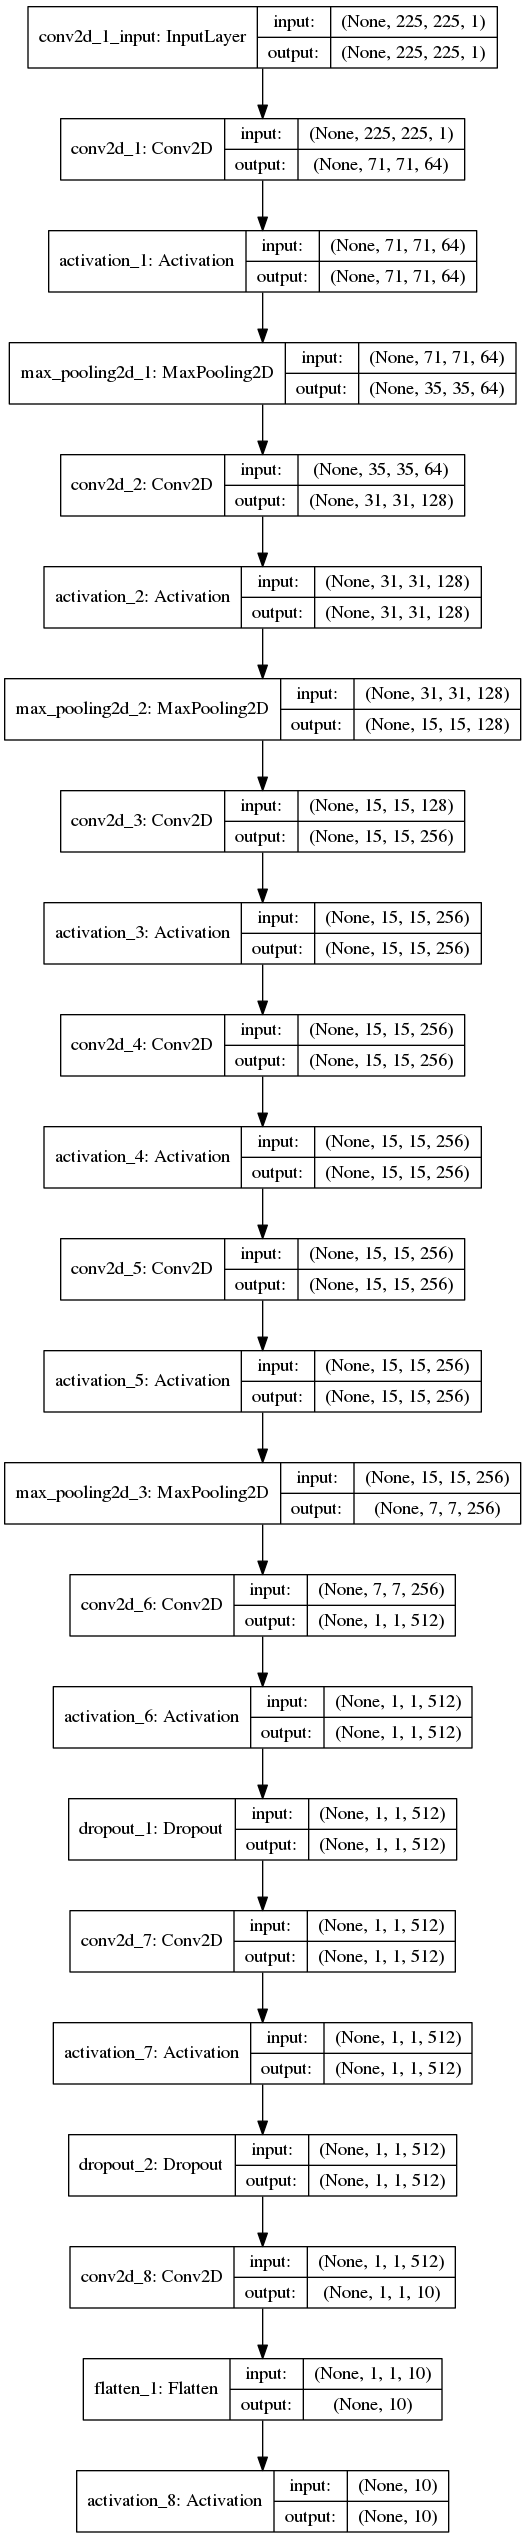 conv2d_1_input: InputLayer
input: (None, 225, 225, 1)
output: (None, 225, 225, 1)
conv2d_1: Conv2D
input: (None, 225, 225, 1)
output: (None, 71, 71, 64)
activation_1: Activation
input: (None, 71, 71, 64)
output: (None, 71, 71, 64)
max_pooling2d_1: MaxPooling2D
input: (None, 71, 71, 64)
output: (None, 35, 35, 64)
conv2d_2: Conv2D
input: (None, 35, 35, 64)
output: (None, 31, 31, 128)
activation_2: Activation
input: (None, 31, 31, 128)
output: (None, 31, 31, 128)
max_pooling2d_2: MaxPooling2D
input: (None, 31, 31, 128)
output: (None, 15, 15, 128)
conv2d_3: Conv2D
input: (None, 15, 15, 128)
output: (None, 15, 15, 256)
activation_3: Activation
input: (None, 15, 15, 256)
output: (None, 15, 15, 256)
conv2d_4: Conv2D
input: (None, 15, 15, 256)
output: (None, 15, 15, 256)
activation_4: Activation
input: (None, 15, 15, 256)
output: (None, 15, 15, 256)
conv2d_5: Conv2D
input: (None, 15, 15, 256)
output: (None, 15, 15, 256)
activation_5: Activation
input: (None, 15, 15, 256)
output: (None, 15, 15, 256)
max_pooling2d_3: MaxPooling2D
input: (None, 15, 15, 256)
output: (None, 7, 7, 256)
conv2d_6: Conv2D
input: (None, 7, 7, 256)
output: (None, 1, 1, 512)
activation_6: Activation
input: (None, 1, 1, 512)
output: (None, 1, 1, 512)
dropout_1: Dropout
input: (None, 1, 1, 512)
output: (None, 1, 1, 512)
conv2d_7: Conv2D
input: (None, 1, 1, 512)
output: (None, 1, 1, 512)
activation_7: Activation
input: (None, 1, 1, 512)
output: (None, 1, 1, 512)
dropout_2: Dropout
input: (None, 1, 1, 512)
output: (None, 1, 1, 512)
conv2d_8: Conv2D
input: (None, 1, 1, 512)
output: (None, 1, 1, 10)
flatten_1: Flatten
input: (None, 1, 1, 10)
output: (None, 10)
activation_8: Activation
input: (None, 10)
output: (None, 10)